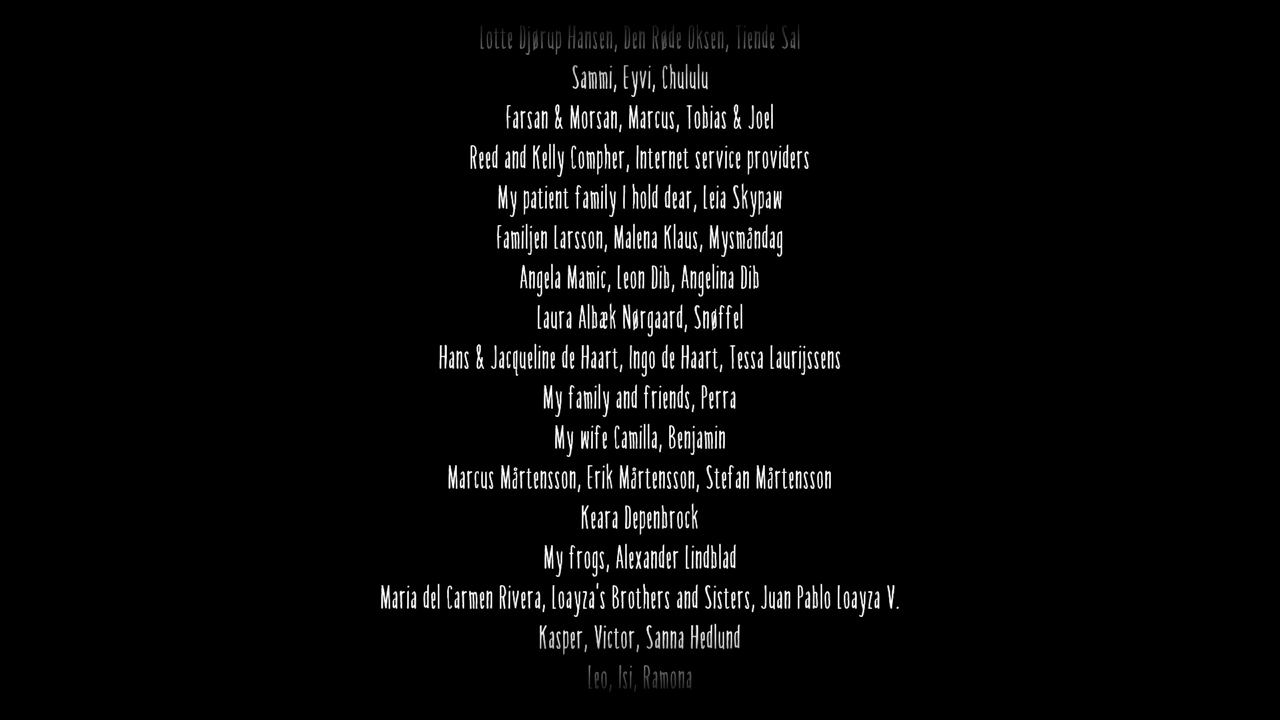 Lotte Djørup Hansen, Den Røde Oksen, Tiende Sal
Sammi, Eyvi, Chululu
Farsan & Morsan, Marcus, Tobias & Joel
Reed and Kelly Compher, Internet service providers
My patient family I hold dear, Leia Skypaw
Familjen Larsson, Malena Klaus, Mysmåndag
Angela Mamic, Leon Dib, Angelina Dib
Laura Albæk Nørgaard, Snøffel
Hans & Jacqueline de Haart, Ingo de Haart, Tessa Laurijssens
My family and friends, Perra
My wife Camilla, Benjamin
Marcus Mårtensson, Erik Mårtensson, Stefan Mårtensson
Keara Depenbrock
My frogs, Alexander Lindblad
Maria del Carmen Rivera, Loayza's Brothers and Sisters, Juan Pablo Loayza V.
Kasper, Victor, Sanna Hedlund
Leo, Isi, Ramona